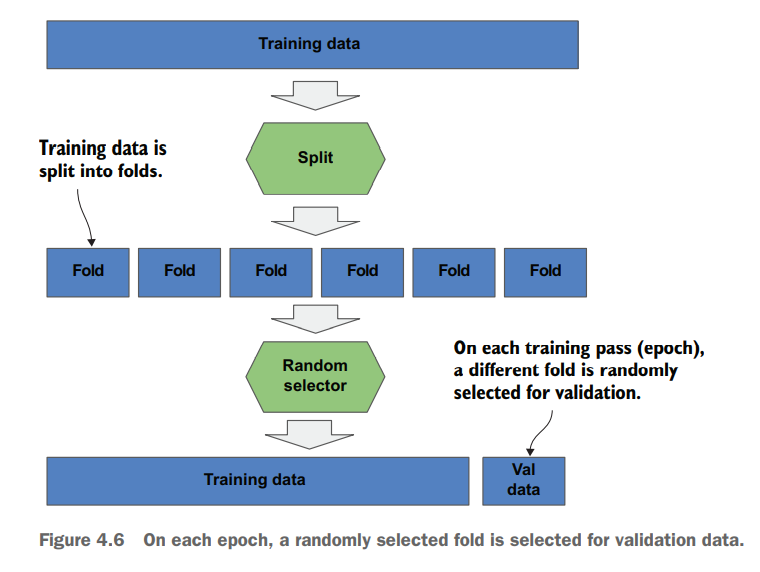 Training data
Training data is
split into folds.
Split
Fold Fold Fold Fold Fold Fold
Random
selector
On each training pass (epoch),
a different fold is randomly
selected for validation.
Training data
Val
data
Figure 4.6 On each epoch, a randomly selected fold is selected for validation data.